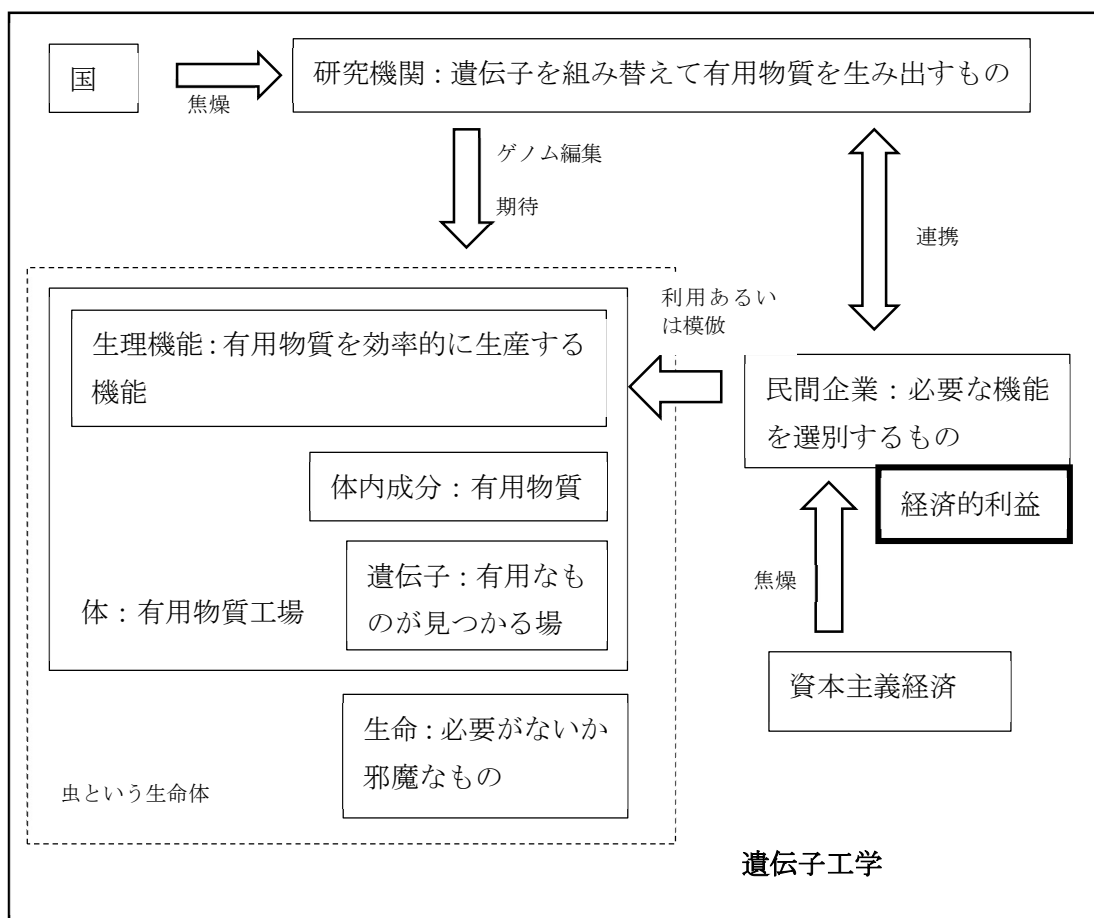 国
焦燥
研究機関：遺伝子を組み替えて有用物質を生み出すもの
ゲノム編集
期待
連携
利用あるい
は模倣
生理機能：有用物質を効率的に生産する
機能
民間企業：必要な機能
を選別するもの
体内成分：有用物質
経済的利益
遺伝子：有用なも
のが見つかる場
体：有用物質工場
焦燥
資本主義経済
生命：必要がないか
邪魔なもの
虫という生命体
遺伝子工学